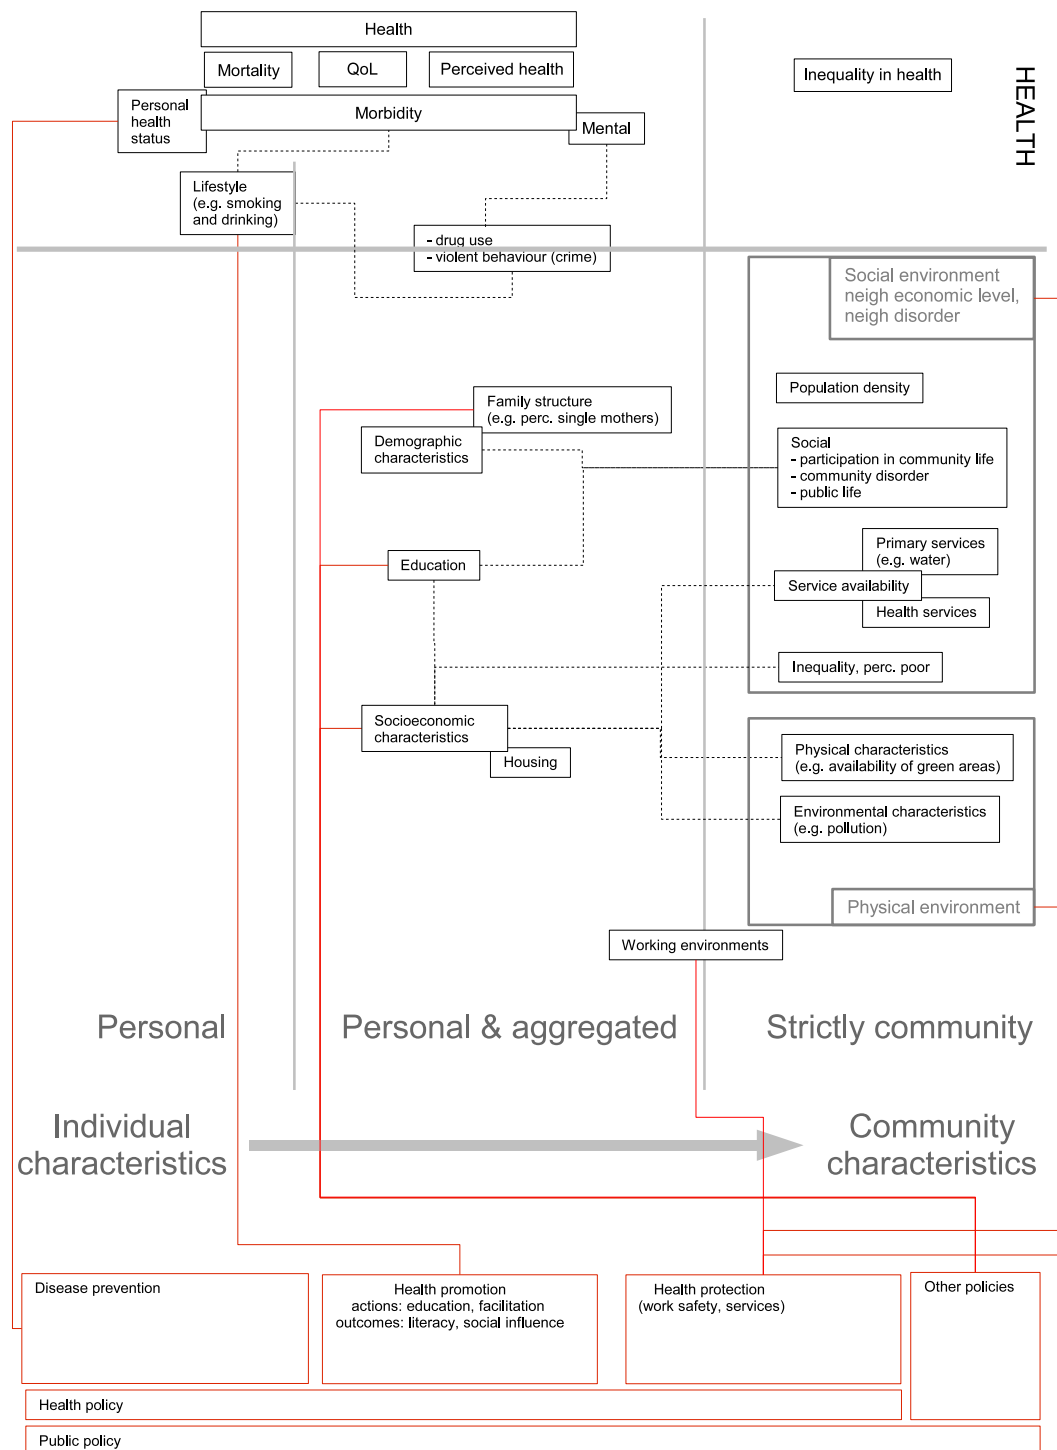 Health
Mortality
QoL
Perceived health
Inequality in health
HEALTH
Personal
health
status
Morbidity
Mental
Lifestyle
(e.g. smoking
and drinking)
- drug use
- violent behaviour (crime)
Social environment
neigh economic level,
neigh disorder
Population density
Family structure
(e.g. perc. single mothers)
Demographic
characteristics
Social
- participation in community life
- community disorder
- public life
Primary services
(e.g. water)
Education
Service availability
Health services
Inequality, perc. poor
Socioeconomic
characteristics
Housing
Physical characteristics
(e.g. availability of green areas)
Environmental characteristics
(e.g. pollution)
Physical environment
Working environments
Personal
Personal & aggregated
Strictly community
Individual
characteristics
Community
characteristics
Disease prevention
Health promotion
actions: education, facilitation
outcomes: literacy, social influence
Health protection
(work safety, services)
Other policies
Health policy
Public policy